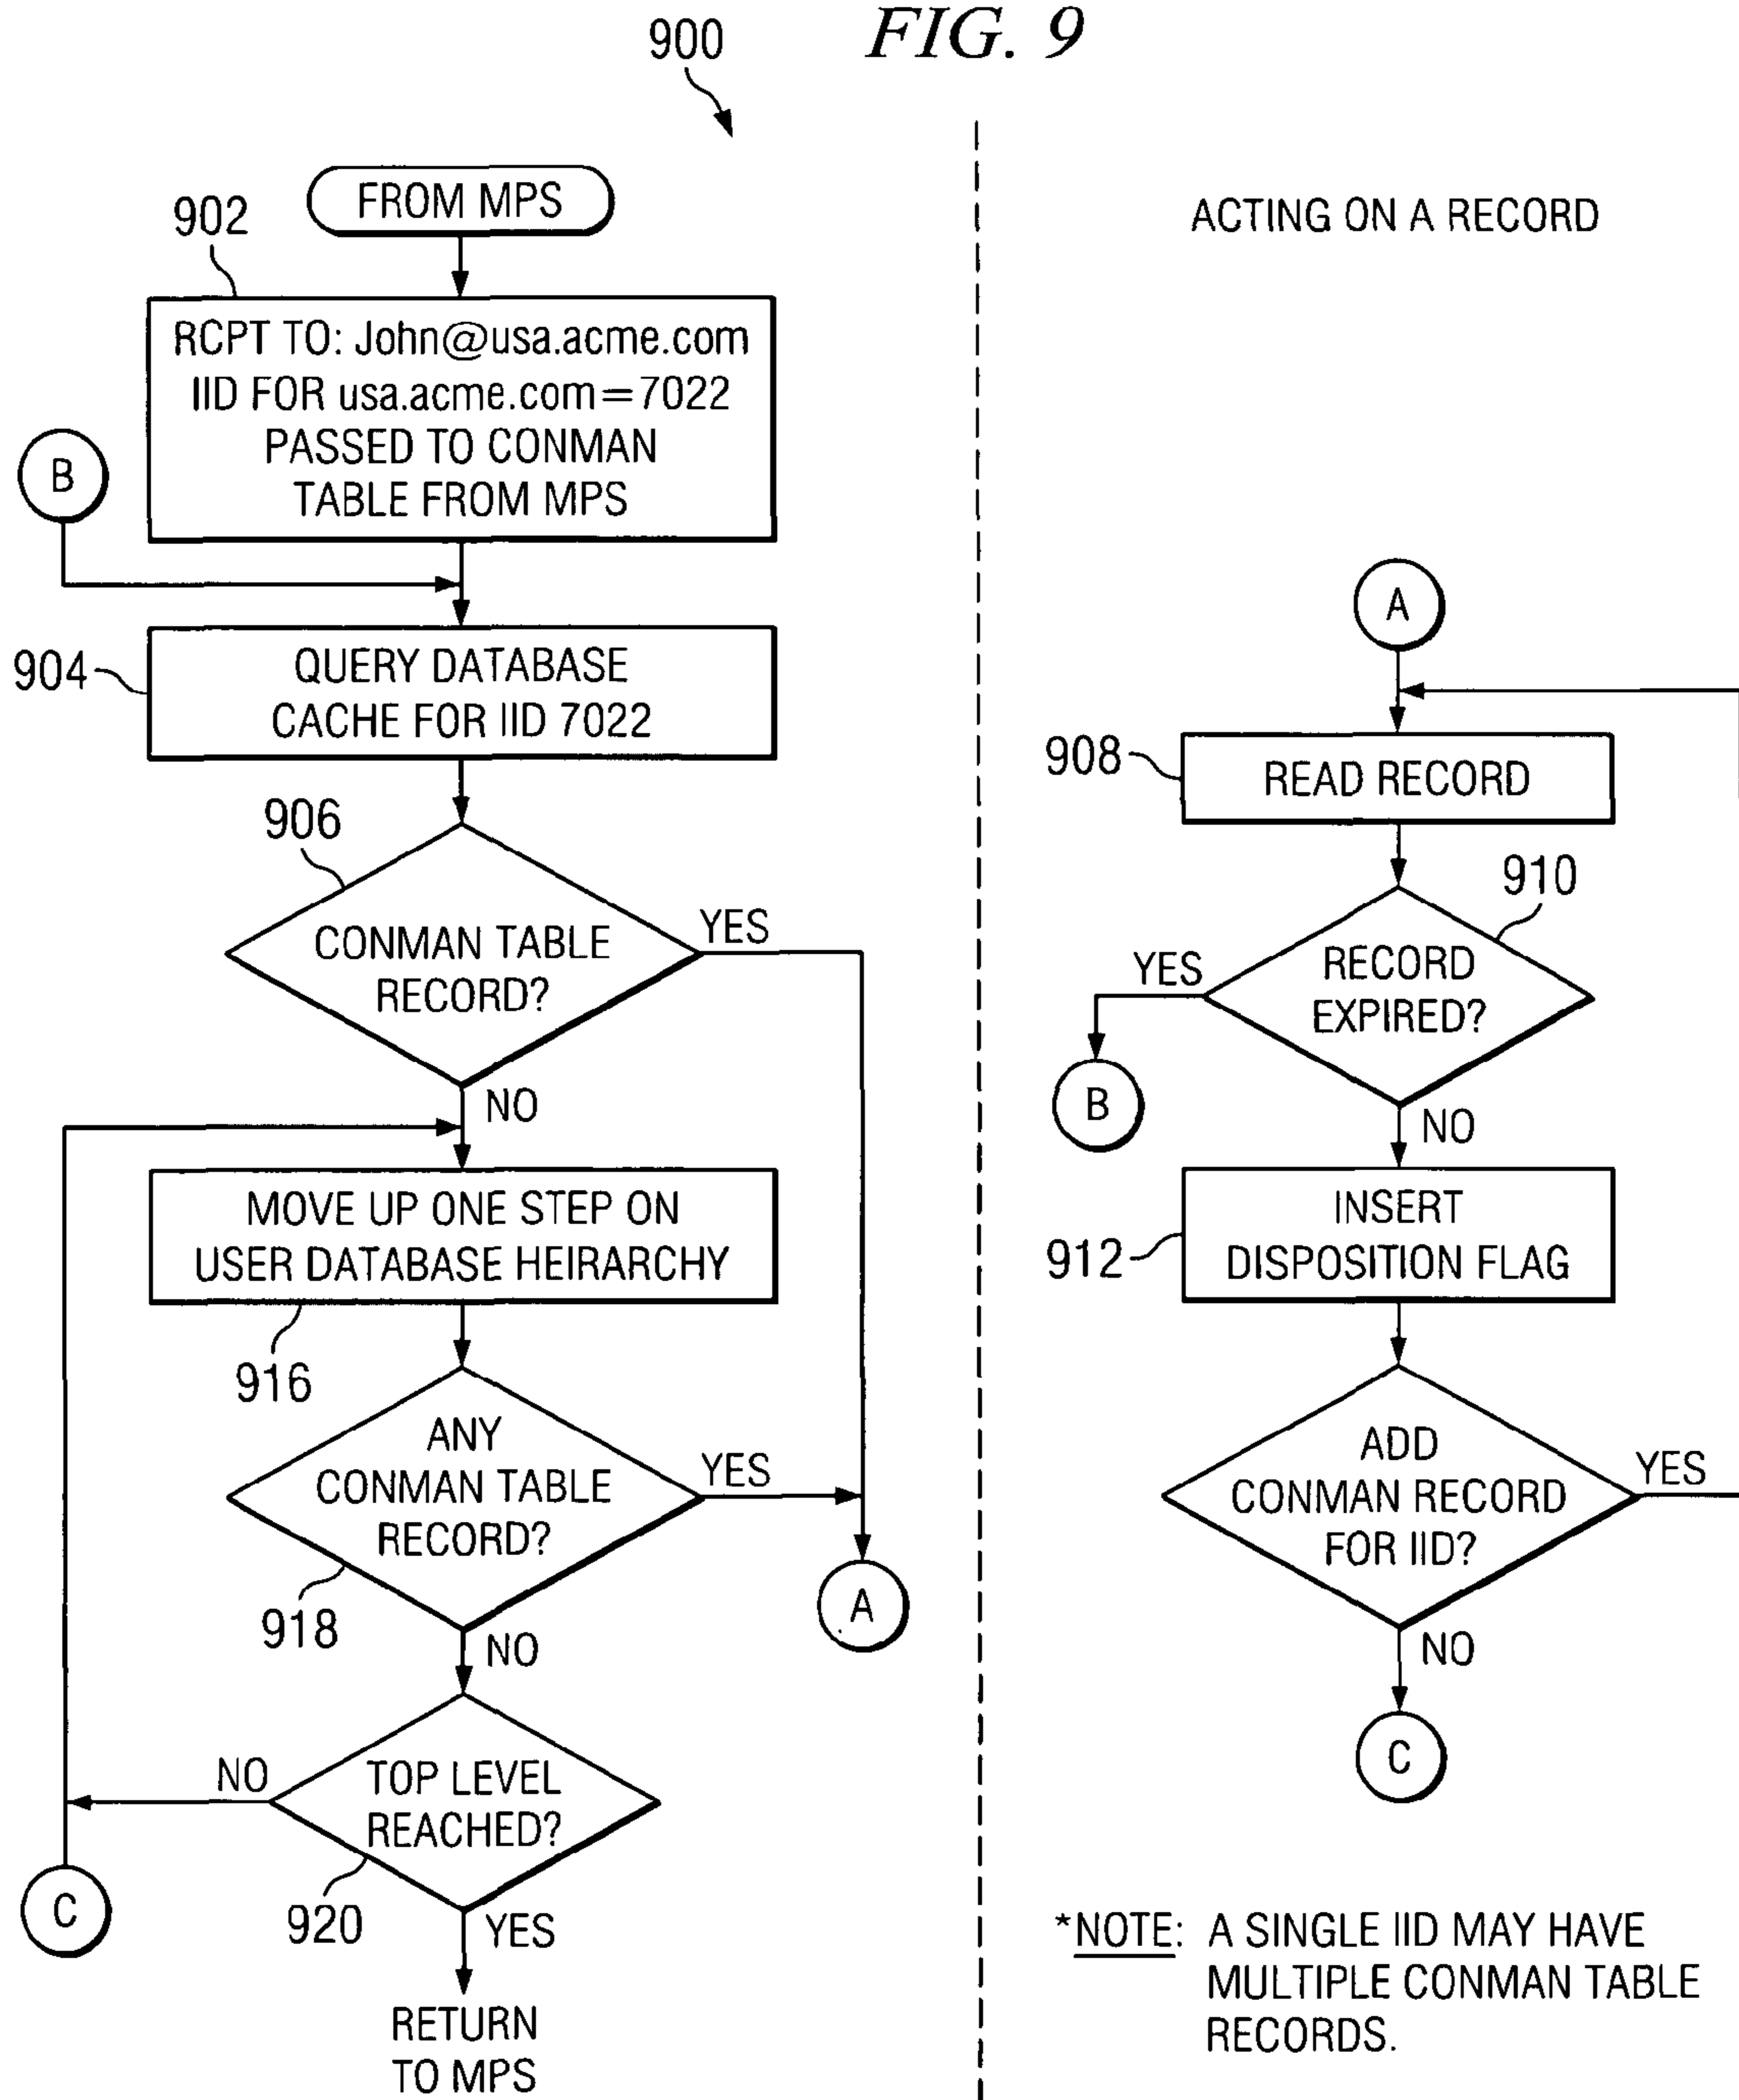 FIG. 9
900
FROM MPS
902
RCPT TO: John@usa.acme.com
IID FOR usa.acme.com=7022
PASSED TO CONMAN
TABLE FROM MPS
B
904
QUERY DATABASE
CACHE FOR IID 7022
906
CONMAN TABLE
RECORD?
YES
NO
MOVE UP ONE STEP ON
USER DATABASE HEIRARCHY
916
ANY
CONMAN TABLE
RECORD?
YES
918
A
NO
TOP LEVEL
REACHED?
NO
920
C
YES
RETURN
TO MPS
ACTING ON A RECORD
A
908
READ RECORD
910
RECORD
EXPIRED?
YES
B
NO
912
INSERT
DISPOSITION FLAG
ADD
CONMAN RECORD
FOR IID?
YES
NO
C
*NOTE: A SINGLE IID MAY HAVE
MULTIPLE CONMAN TABLE
RECORDS.